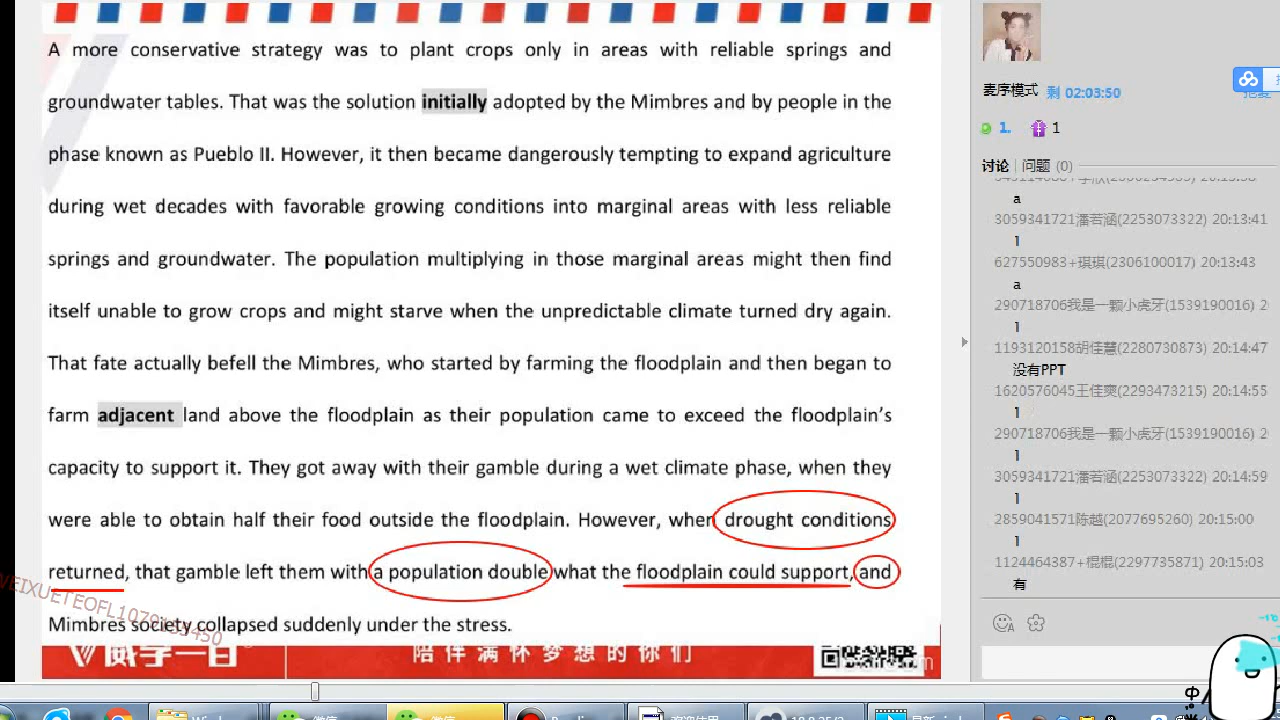 A more conservative strategy was to plant crops only in areas with reliable springs and
groundwater tables. That was the solution initially adopted by the Mimbres and by people in the
phase known as Pueblo II. However, it then became dangerously tempting to expand agriculture
during wet decades with favorable growing conditions into marginal areas with less reliable
springs and groundwater. The population multiplying in those marginal areas might then find
itself unable to grow crops and might starve when the unpredictable climate turned dry again.
That fate actually befell the Mimbres, who started by farming the floodplain and then began to
farm adjacent land above the floodplain as their population came to exceed the floodplain's
capacity to support it. They got away with their gamble during a wet climate phase, when they
were able to obtain half their food outside the floodplain. However, when drought conditions
returned, that gamble left them with a population double what the floodplain could support, and
Mimbres society collapsed suddenly under the stress.
陪伴满怀梦想的你们
麦序模式 剩 02:03:50
1. 1
讨论 问题 (0)
a
3059341721潘若涵(2253073322) 20:13:41
1
627550983+琪琪(2306100017) 20:13:43
a
290718706我是一颗小虎牙(1539190016) 2
1
1193120158胡佳慧(2280730873) 20:14:47
没有PPT
1620576045王佳爽(2293473215) 20:14:55
1
290718706我是一颗小虎牙(1539190016) 2
1
3059341721潘若涵(2253073322) 20:14:59
1
2859041571陈越(2077695260) 20:15:00
1
1124464387+棍棍(2297735871) 20:15:03
有
中